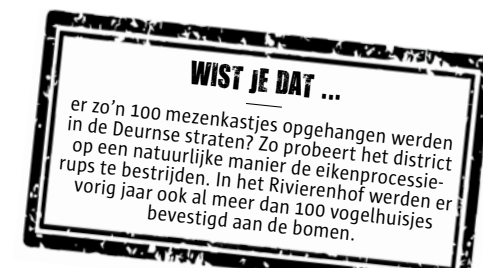 WIST JE DAT ...
er zo’n 100 mezenkastjes opgehangen werden
in de Deurnse straten? Zo probeert het district
op een natuurlijke manier de eikenprocessie-
rups te bestrijden. In het Rivierenhof werden er
vorig jaar ook al meer dan 100 vogelhuisjes
bevestigd aan de bomen.